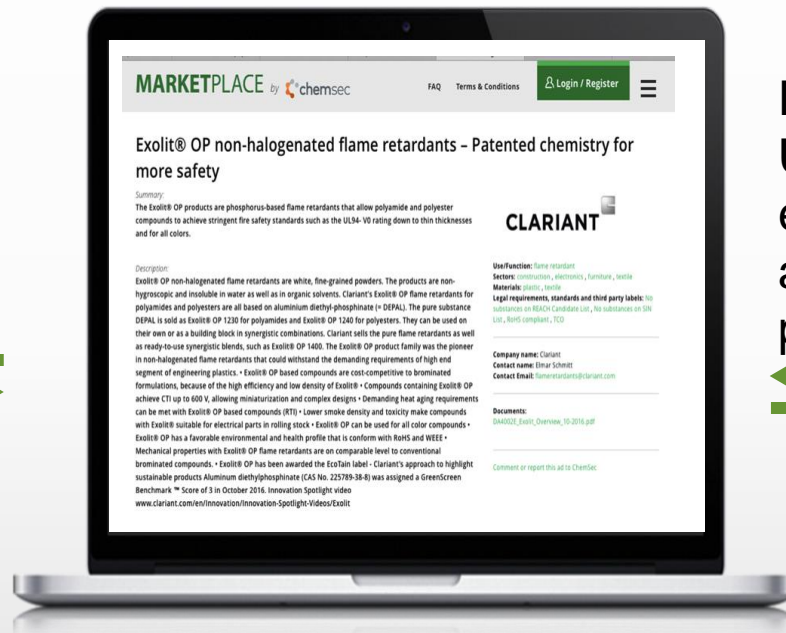 MARKETPLACE by chemsec
FAQ Terms & Conditions Login / Register
Exolit® OP non-halogenated flame retardants – Patented chemistry for
more safety
Summary:
The Exolit® OP products are phosphorus-based flame retardants that allow polyamide and polyester
compounds to achieve stringent fire safety standards such as the UL94- V0 rating down to thin thicknesses
and for all colors.
Description:
Exolit® OP non-halogenated flame retardants are white, fine-grained powders. The products are non-
hygroscopic and insoluble in water as well as in organic solvents. Clariant's Exolit® OP flame retardants for
polyamides and polyesters are all based on aluminium diethyl-phosphinate (= DEPAL). The pure substance
DEPAL is sold as Exolit® OP 1230 for polyamides and Exolit® OP 1240 for polyesters. They can be used on
their own or as a building block in synergistic combinations. Clariant sells the pure flame retardants as well
as ready-to-use synergistic blends, such as Exolit® OP 1400. The Exolit® OP product family was the pioneer
in non-halogenated flame retardants that could withstand the demanding requirements of high end
segment of engineering plastics. • Exolit® OP based compounds are cost-competitive to brominated
formulations, because of the high efficiency and low density of Exolit® • Compounds containing Exolit® OP
achieve CTI up to 600 V, allowing miniaturization and complex designs • Demanding heat aging requirements
can be met with Exolit® OP based compounds (RTI) • Lower smoke density and toxicity make compounds
with Exolit® suitable for electrical parts in rolling stock • Exolit® OP can be used for all color compounds •
Exolit® OP has a favorable environmental and health profile that is conform with RoHS and WEEE •
Mechanical properties with Exolit® OP flame retardants are on comparable level to conventional
brominated compounds. • Exolit® OP has been awarded the EcoTain label - Clariant's approach to highlight
sustainable products Aluminum diethylphosphinate (CAS No. 225789-38-8) was assigned a GreenScreen
Benchmark ™ Score of 3 in October 2016. Innovation Spotlight video
www.clariant.com/en/Innovation/Innovation-Spotlight-Videos/Exolit
CLARIANT
Use/Function: flame retardant
Sectors: construction , electronics , furniture , textile
Materials: plastic , textile
Legal requirements, standards and third party labels: No
substances on REACH Candidate List , No substances on SIN
List , RoHS compliant , TCO
Company name: Clariant
Contact name: Elmar Schmitt
Contact Email: flameretardants@clariant.com
Documents:
DA4002E_Exolit_Overview_10-2016.pdf
Comment or report this ad to ChemSec